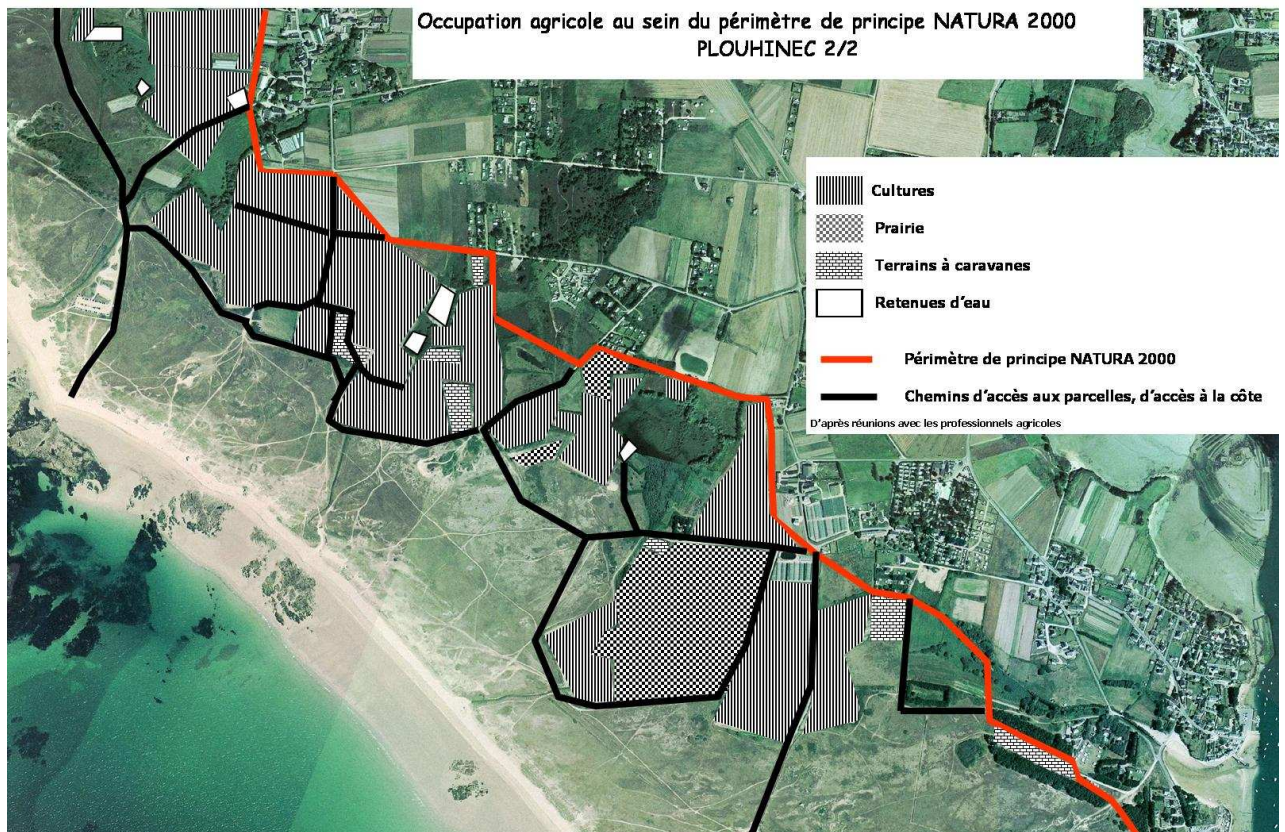 Occupation agricole au sein du périmètre de principe NATURA 2000
PLOUHINEC 2/2
Cultures
Prairie
Terrains à caravanes
Retenues d'eau
Périmètre de principe NATURA 2000
Chemins d'accès aux parcelles, d'accès à la côte
D'après réunions avec les professionnels agricoles